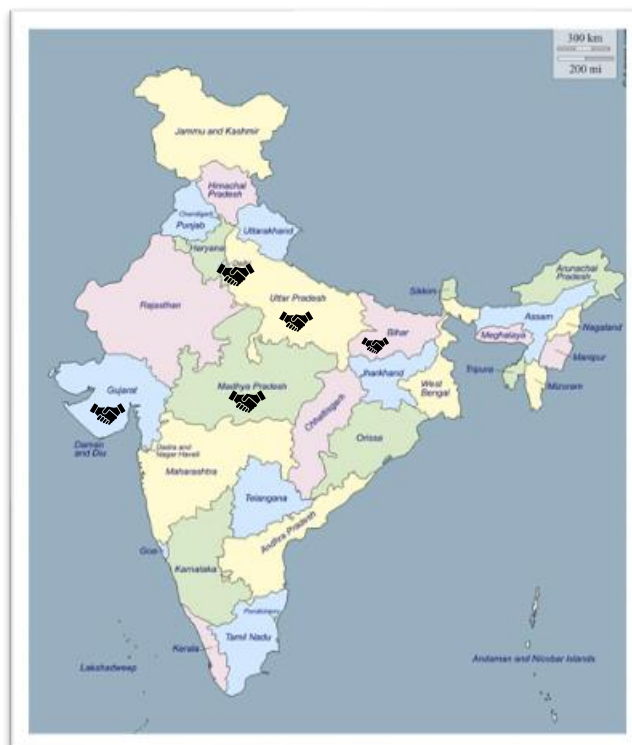 300 km
200 mi
Jammu and Kashmir
Himachal
Pradesh
Chandigarh
Punjab
Uttarakhand
Haryana
Delhi
Arunachal
Pradesh
Sikkim
Rajasthan
Uttar Pradesh
Assam
Nagaland
Bihar
Meghalaya
Manipur
Jharkhand
Tripura
Mizoram
Gujarat
Madhya Pradesh
West
Bengal
Chhattisgarh
Daman
and Diu
Dadra and
Nagar Haveli
Orissa
Maharashtra
Telangana
Andhra Pradesh
Goa
Karnataka
Tamil Nadu
Kerala
Lakshadweep
Andaman and Nicobar Islands